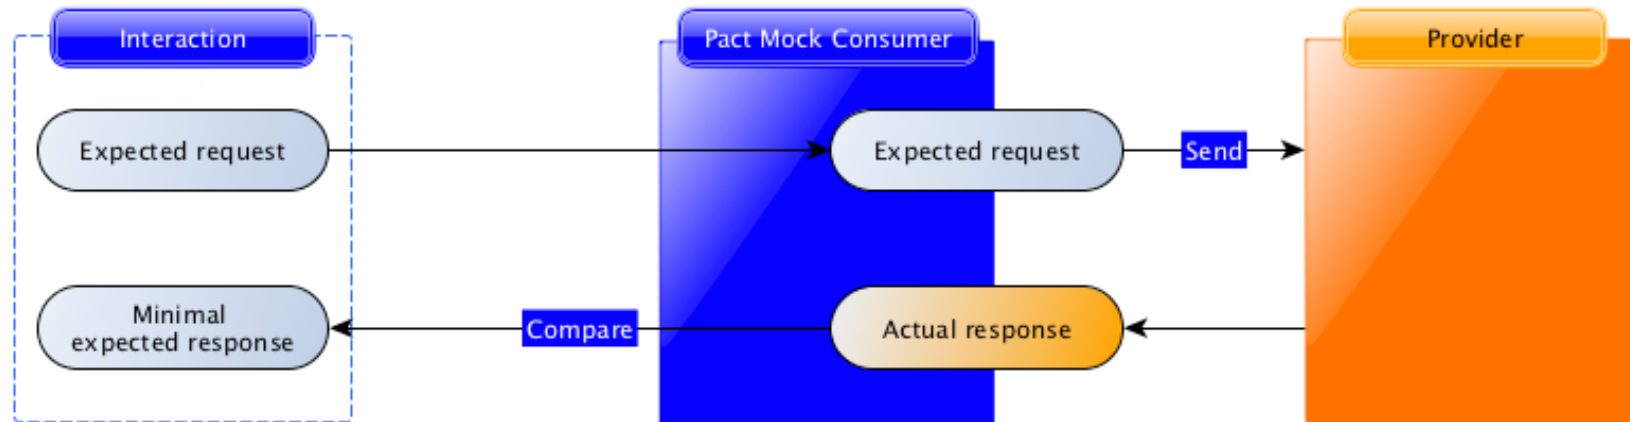 Interaction
Pact Mock Consumer
Provider
Expected request
Expected request
Send
Minimal
expected response
Compare
Actual response